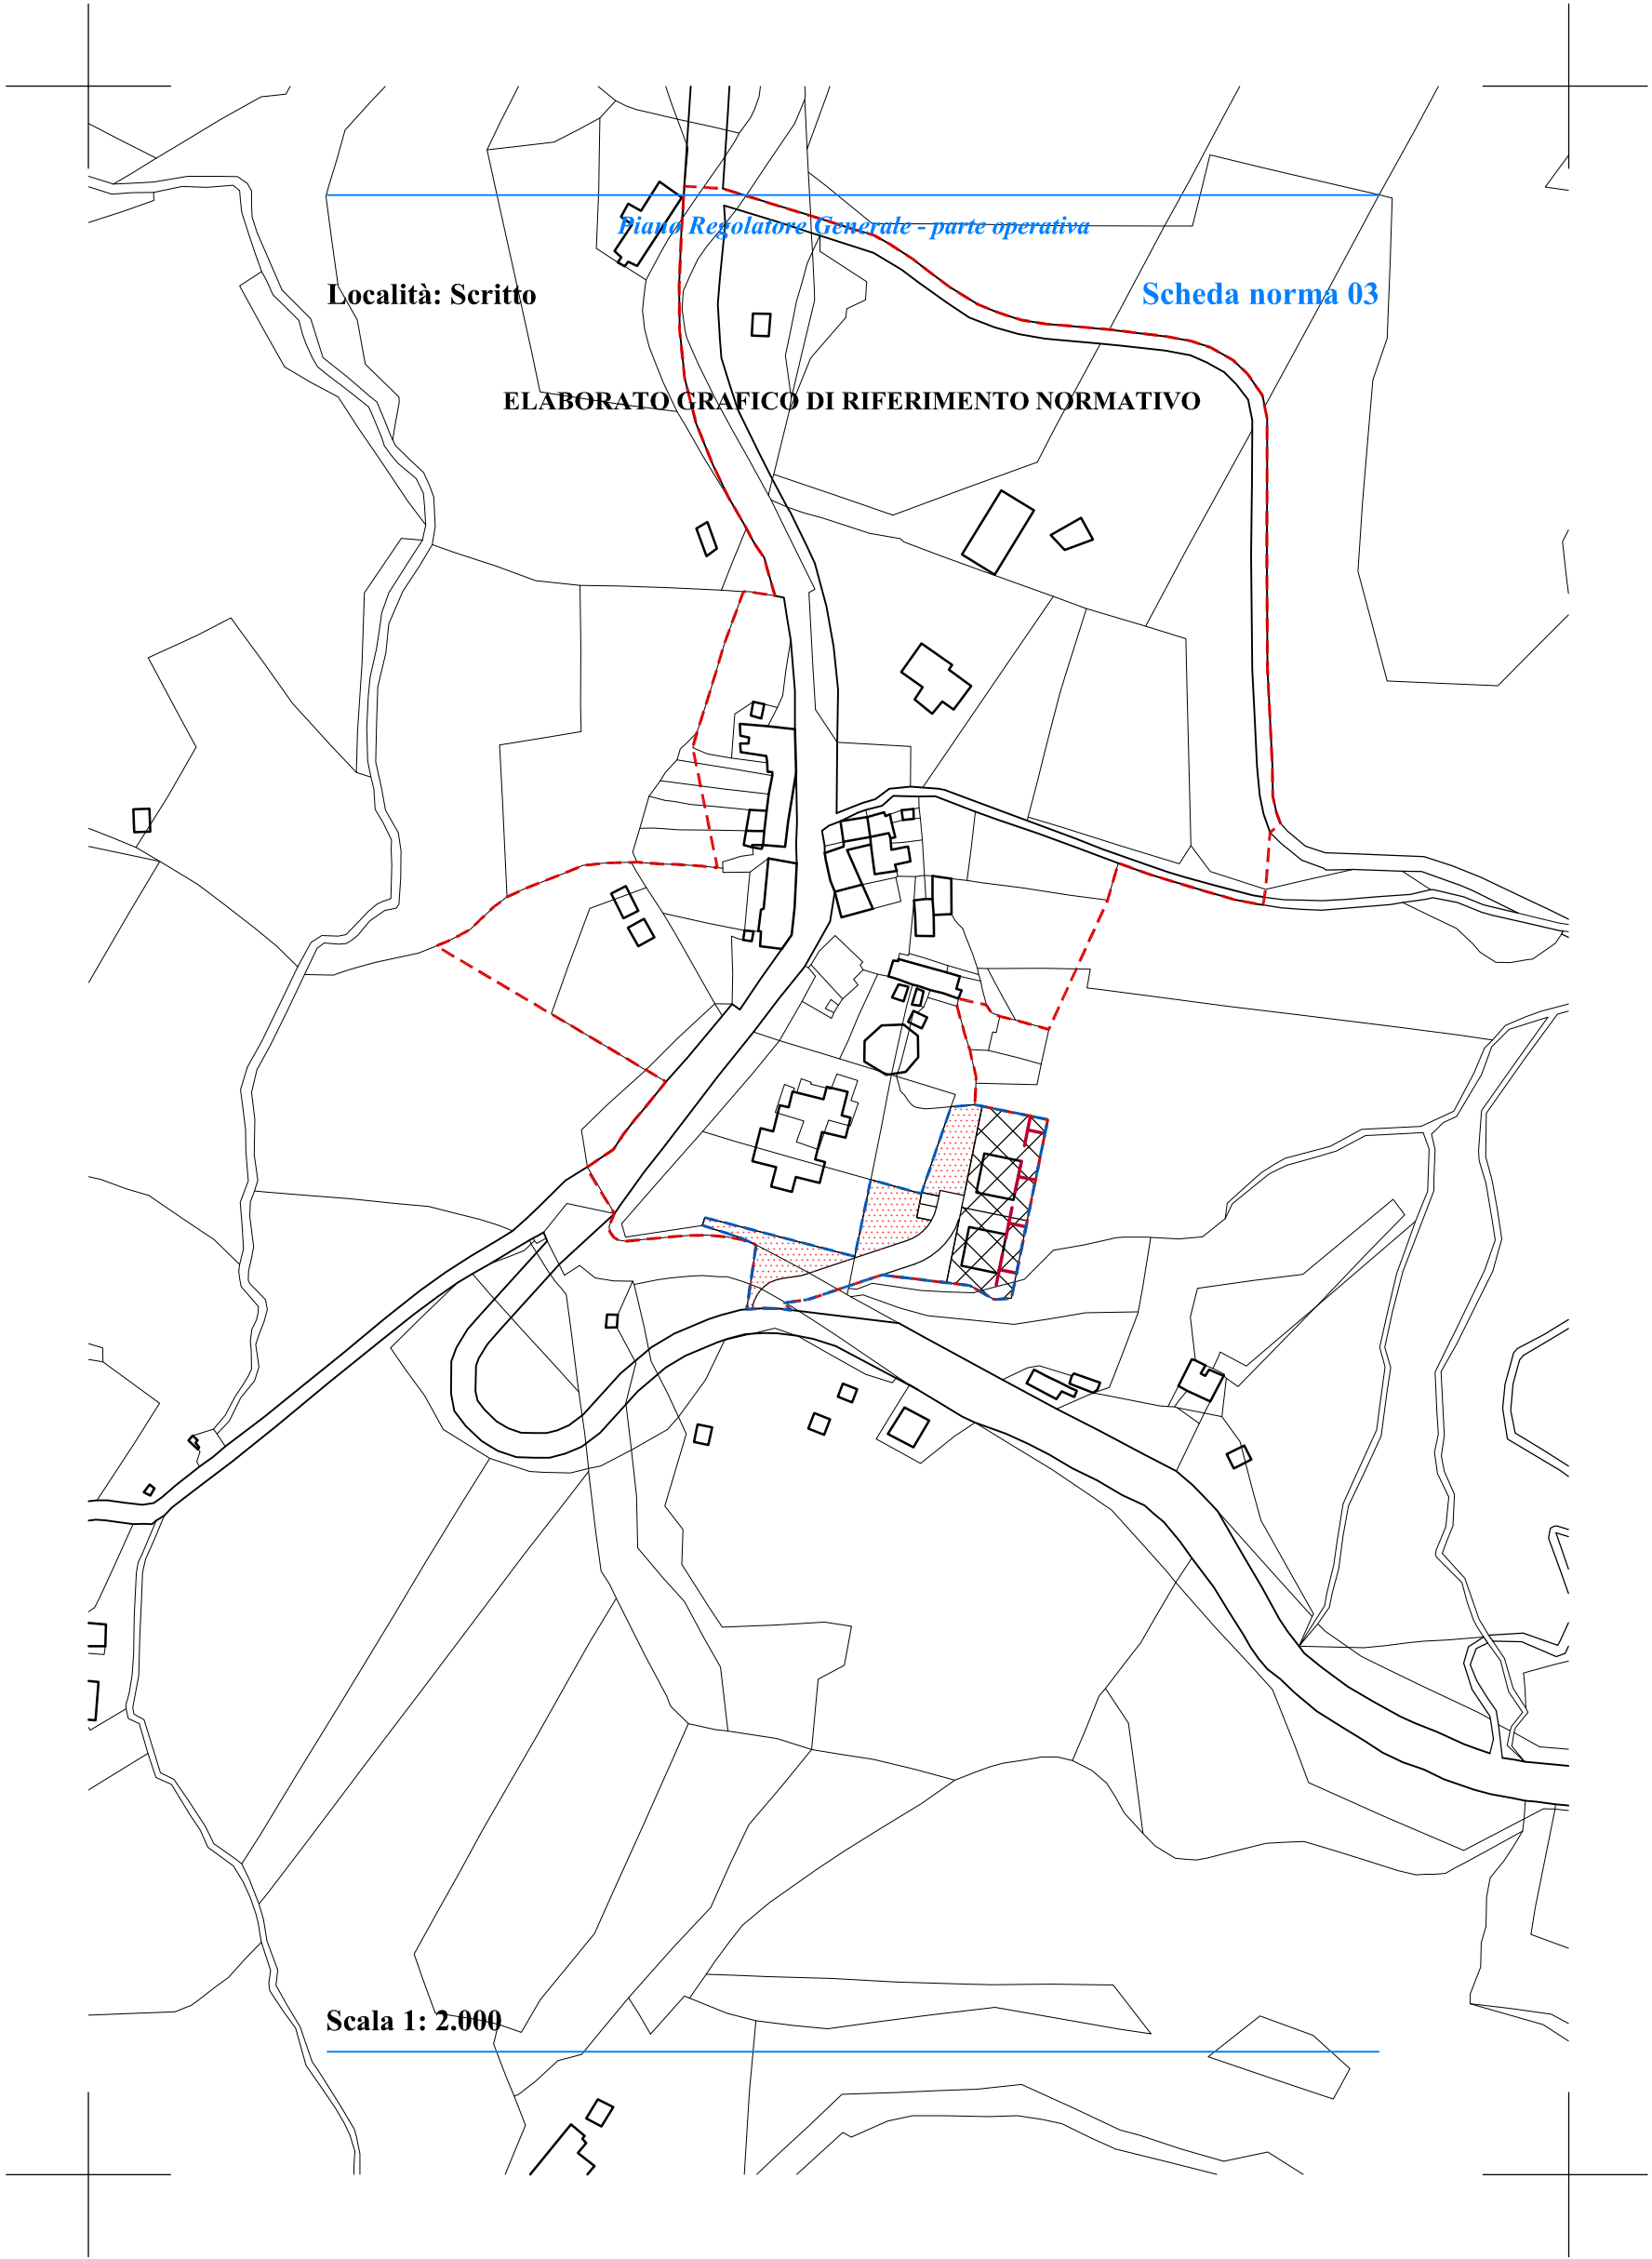 Piano Regolatore Generale - parte operativa
Località: Scritto
Scheda norma 03
ELABORATO GRAFICO DI RIFERIMENTO NORMATIVO
Scala 1: 2.000